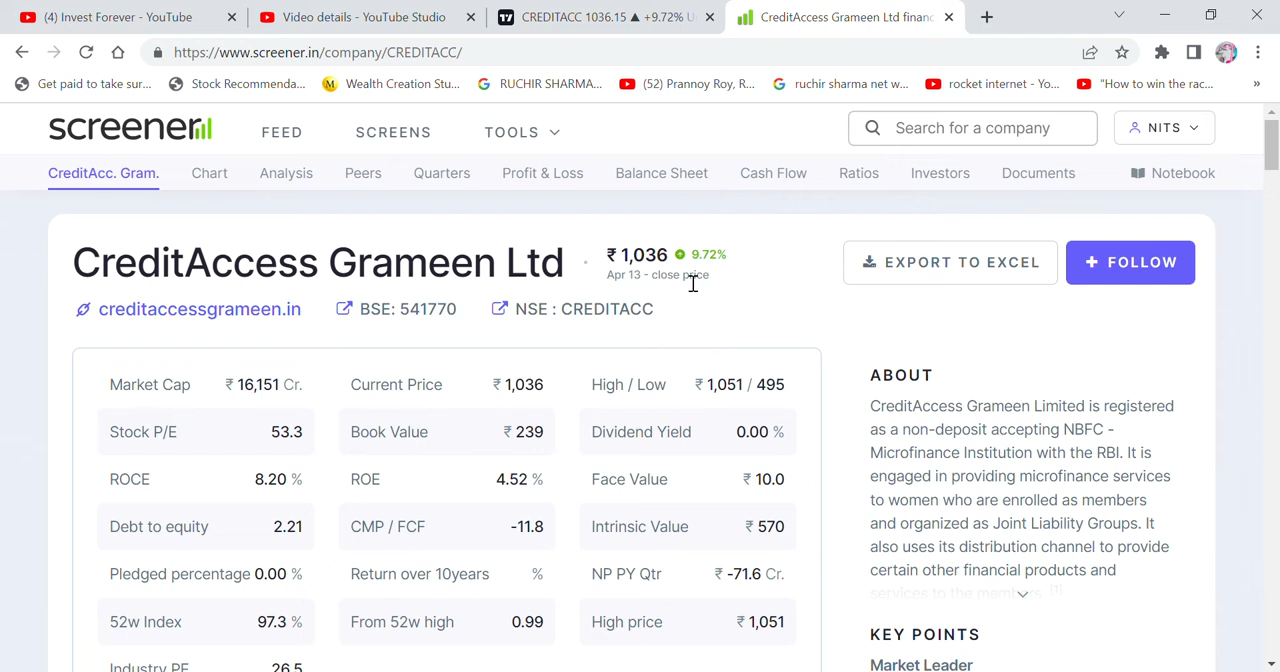 (4) Invest Forever - YouTube
Video details - YouTube Studio
CREDITACC 1036.15 ▲ +9.72% U
CreditAccess Grameen Ltd financ
https://www.screener.in/company/CREDITACC/
Get paid to take sur...
Stock Recommenda...
M Wealth Creation Stu...
G RUCHIR SHARMA...
(52) Prannoy Roy, R...
G ruchir sharma net w...
rocket internet - Yo...
"How to win the rac...
»
screener
FEED
SCREENS
TOOLS
Search for a company
NITS
CreditAcc. Gram.
Chart
Analysis
Peers
Quarters
Profit & Loss
Balance Sheet
Cash Flow
Ratios
Investors
Documents
Notebook
CreditAccess Grameen Ltd
₹ 1,036 9.72%
Apr 13 - close price
EXPORT TO EXCEL
+ FOLLOW
creditaccessgrameen.in
BSE: 541770
NSE : CREDITACC
Market Cap ₹ 16,151 Cr.
Current Price ₹ 1,036
High / Low ₹ 1,051 / 495
Stock P/E 53.3
Book Value ₹ 239
Dividend Yield 0.00 %
ROCE 8.20 %
ROE 4.52 %
Face Value ₹ 10.0
Debt to equity 2.21
CMP / FCF -11.8
Intrinsic Value ₹ 570
Pledged percentage 0.00 %
Return over 10years %
NP PY Qtr ₹ -71.6 Cr.
52w Index 97.3 %
From 52w high 0.99
High price ₹ 1,051
Industry PE 26.5
ABOUT
CreditAccess Grameen Limited is registered
as a non-deposit accepting NBFC -
Microfinance Institution with the RBI. It is
engaged in providing microfinance services
to women who are enrolled as members
and organized as Joint Liability Groups. It
also uses its distribution channel to provide
certain other financial products and
services to the members. [1]
KEY POINTS
Market Leader